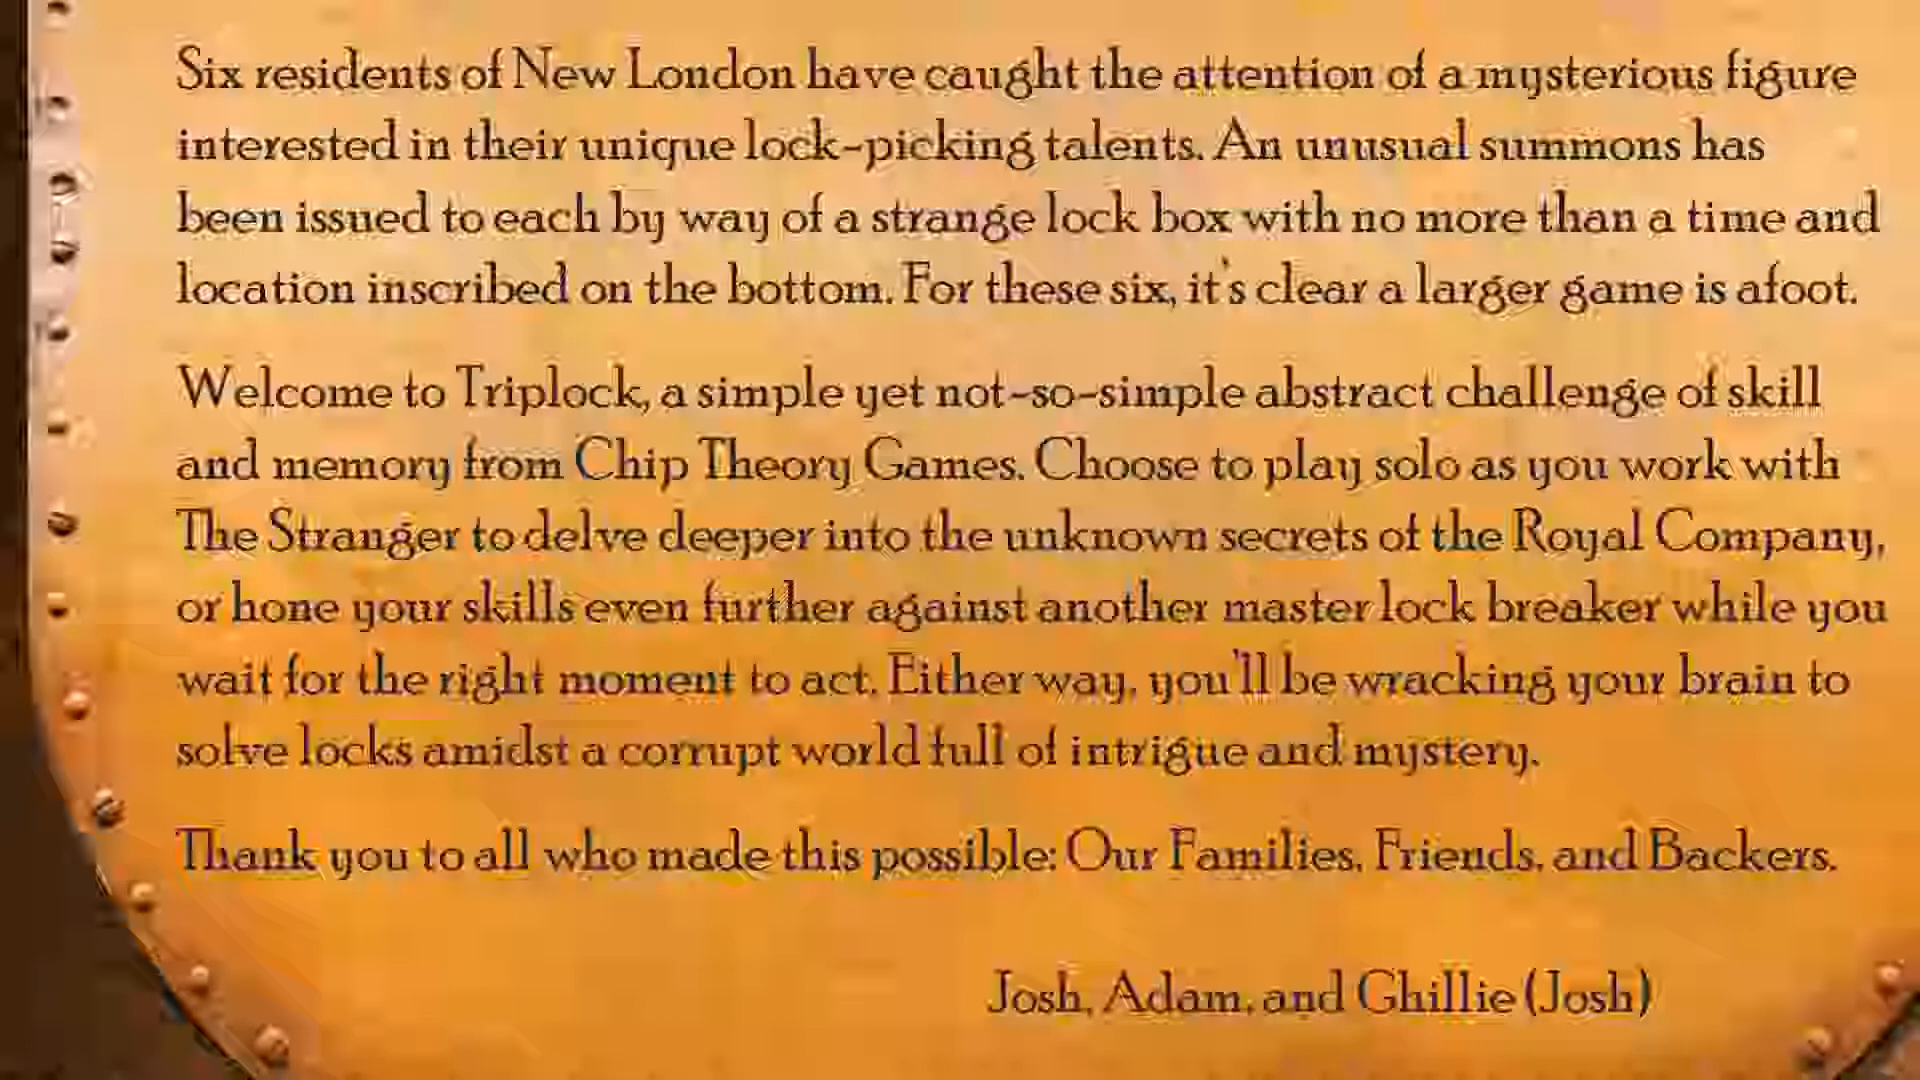 Six residents of New London have caught the attention of a mysterious figure
interested in their unique lock-picking talents. An unusual summons has
been issued to each by way of a strange lock box with no more than a time and
location inscribed on the bottom. For these six, it's clear a larger game is afoot.
Welcome to Triplock, a simple yet not-so-simple abstract challenge of skill
and memory from Chip Theory Games. Choose to play solo as you work with
The Stranger to delve deeper into the unknown secrets of the Royal Company,
or hone your skills even further against another master lock breaker while you
wait for the right moment to act. Either way, you'll be wracking your brain to
solve locks amidst a corrupt world full of intrigue and mystery.
Thank you to all who made this possible: Our Families, Friends, and Backers.
Josh, Adam, and Ghillie (Josh)